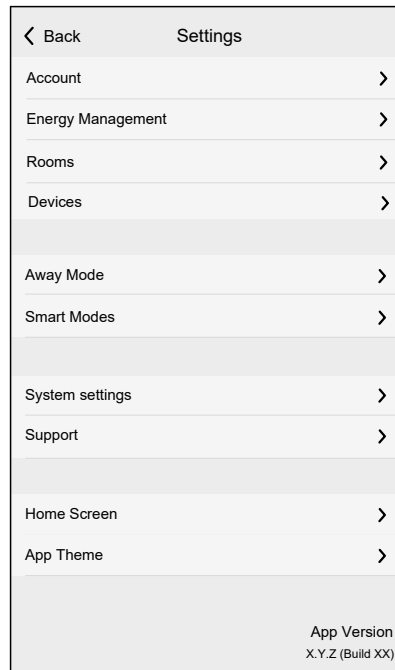 Back Settings
Account
Energy Management
Rooms
Devices
Away Mode
Smart Modes
System settings
Support
Home Screen
App Theme
App Version
X.Y.Z (Build XX)